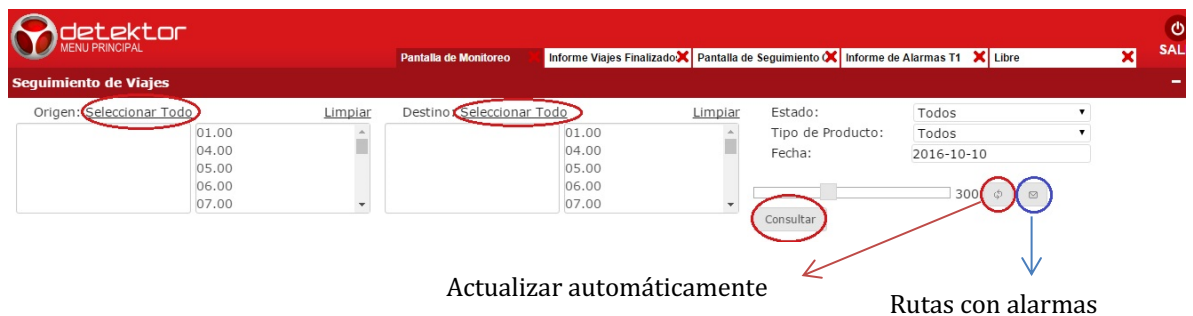 detektor
MENU PRINCIPAL
SAL
Pantalla de Monitoreo
Informe Viajes Finalizados
Pantalla de Seguimiento
Informe de Alarmas T1
Libre
Seguimiento de Viajes
Origen: Seleccionar Todo Limpiar
01.00
04.00
05.00
06.00
07.00
Destino: Seleccionar Todo Limpiar
01.00
04.00
05.00
06.00
07.00
Estado: Todos
Tipo de Producto: Todos
Fecha: 2016-10-10
300
Consultar
Actualizar automáticamente
Rutas con alarmas